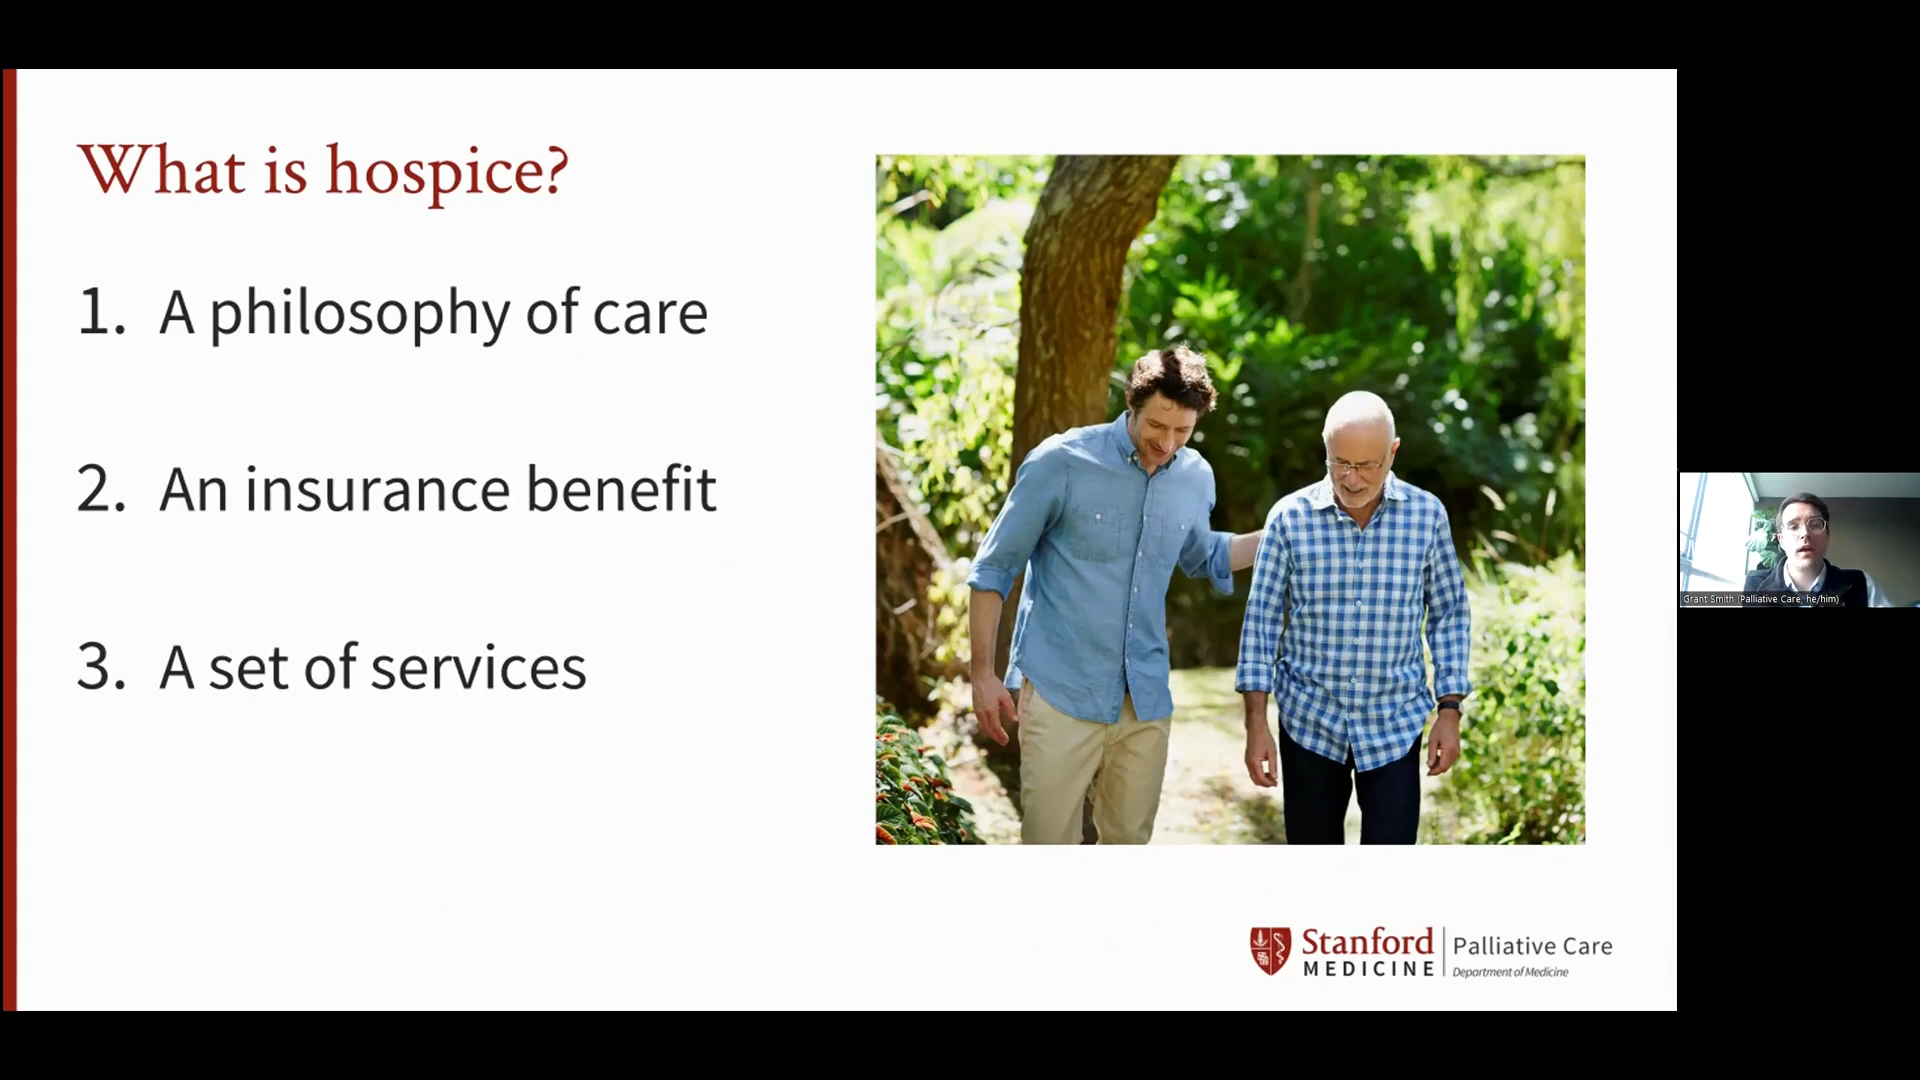 What is hospice?
1. A philosophy of care
2. An insurance benefit
3. A set of services
Stanford
MEDICINE
Palliative Care
Department of Medicine
Grant Smith (Palliative Care, he/him)